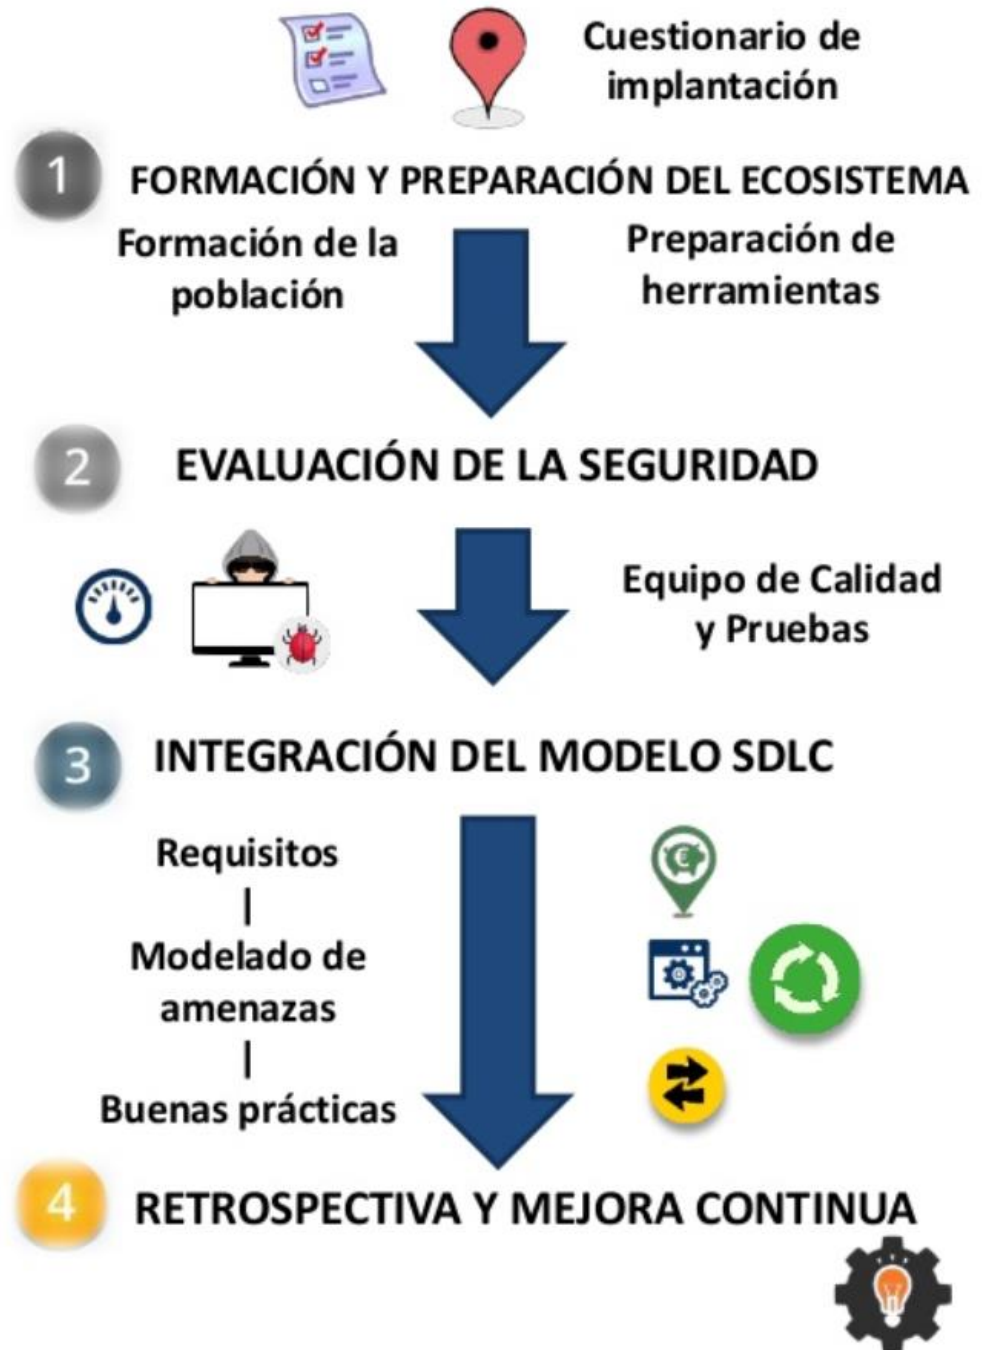 Cuestionario de
implantación
1
FORMACIÓN Y PREPARACIÓN DEL ECOSISTEMA
Formación de la
población
Preparación de
herramientas
2
EVALUACIÓN DE LA SEGURIDAD
Equipo de Calidad
y Pruebas
3
INTEGRACIÓN DEL MODELO SDLC
Requisitos
|
Modelado de
amenazas
|
Buenas prácticas
€
4
RETROSPECTIVA Y MEJORA CONTINUA